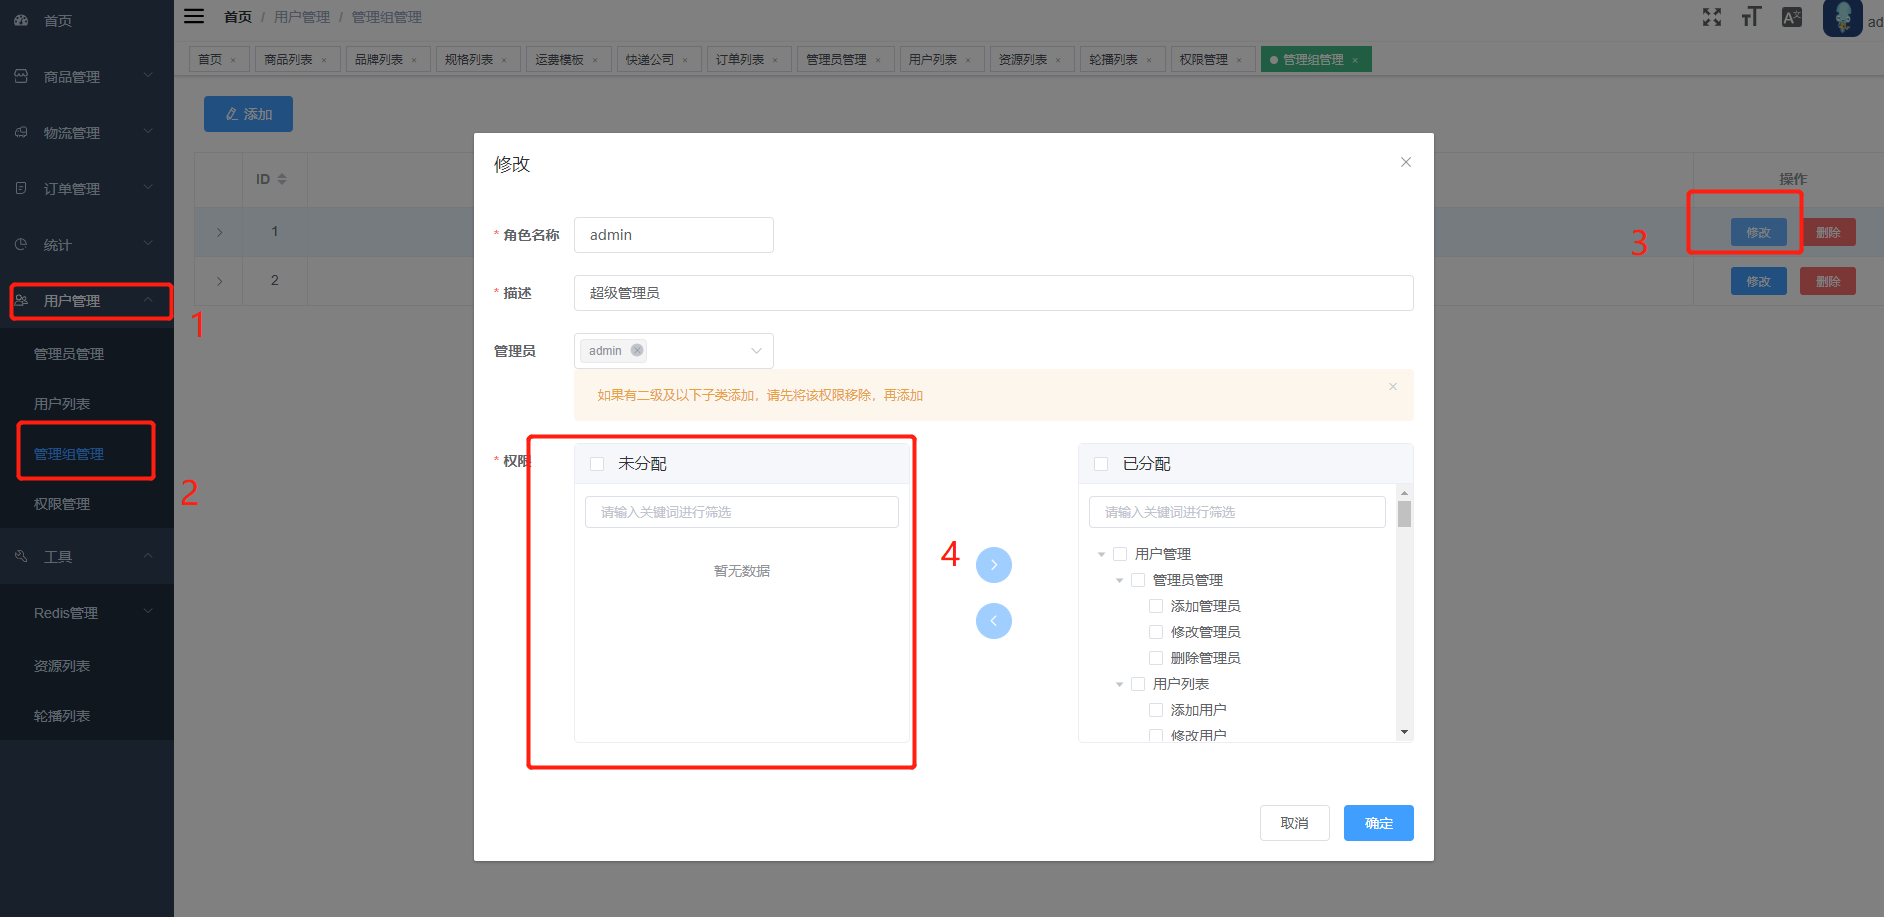 首页
商品管理
物流管理
订单管理
统计
用户管理
1
管理员管理
用户列表
管理组管理
2
权限管理
工具
Redis管理
资源列表
轮播列表
首页 / 用户管理 / 管理组管理
ad
首页 × 商品列表 × 品牌列表 × 规格列表 × 运费模板 × 快递公司 × 订单列表 × 管理员管理 × 用户列表 × 资源列表 × 轮播列表 × 权限管理 × 管理组管理 ×
添加
ID 操作
1 修改 删除
3
2 修改 删除
修改
* 角色名称 admin
* 描述 超级管理员
管理员 admin
如果有二级及以下子类添加，请先将该权限移除，再添加
* 权限
未分配
请输入关键词进行筛选
暂无数据
4
已分配
请输入关键词进行筛选
用户管理
管理员管理
添加管理员
修改管理员
删除管理员
用户列表
添加用户
修改用户
取消 确定